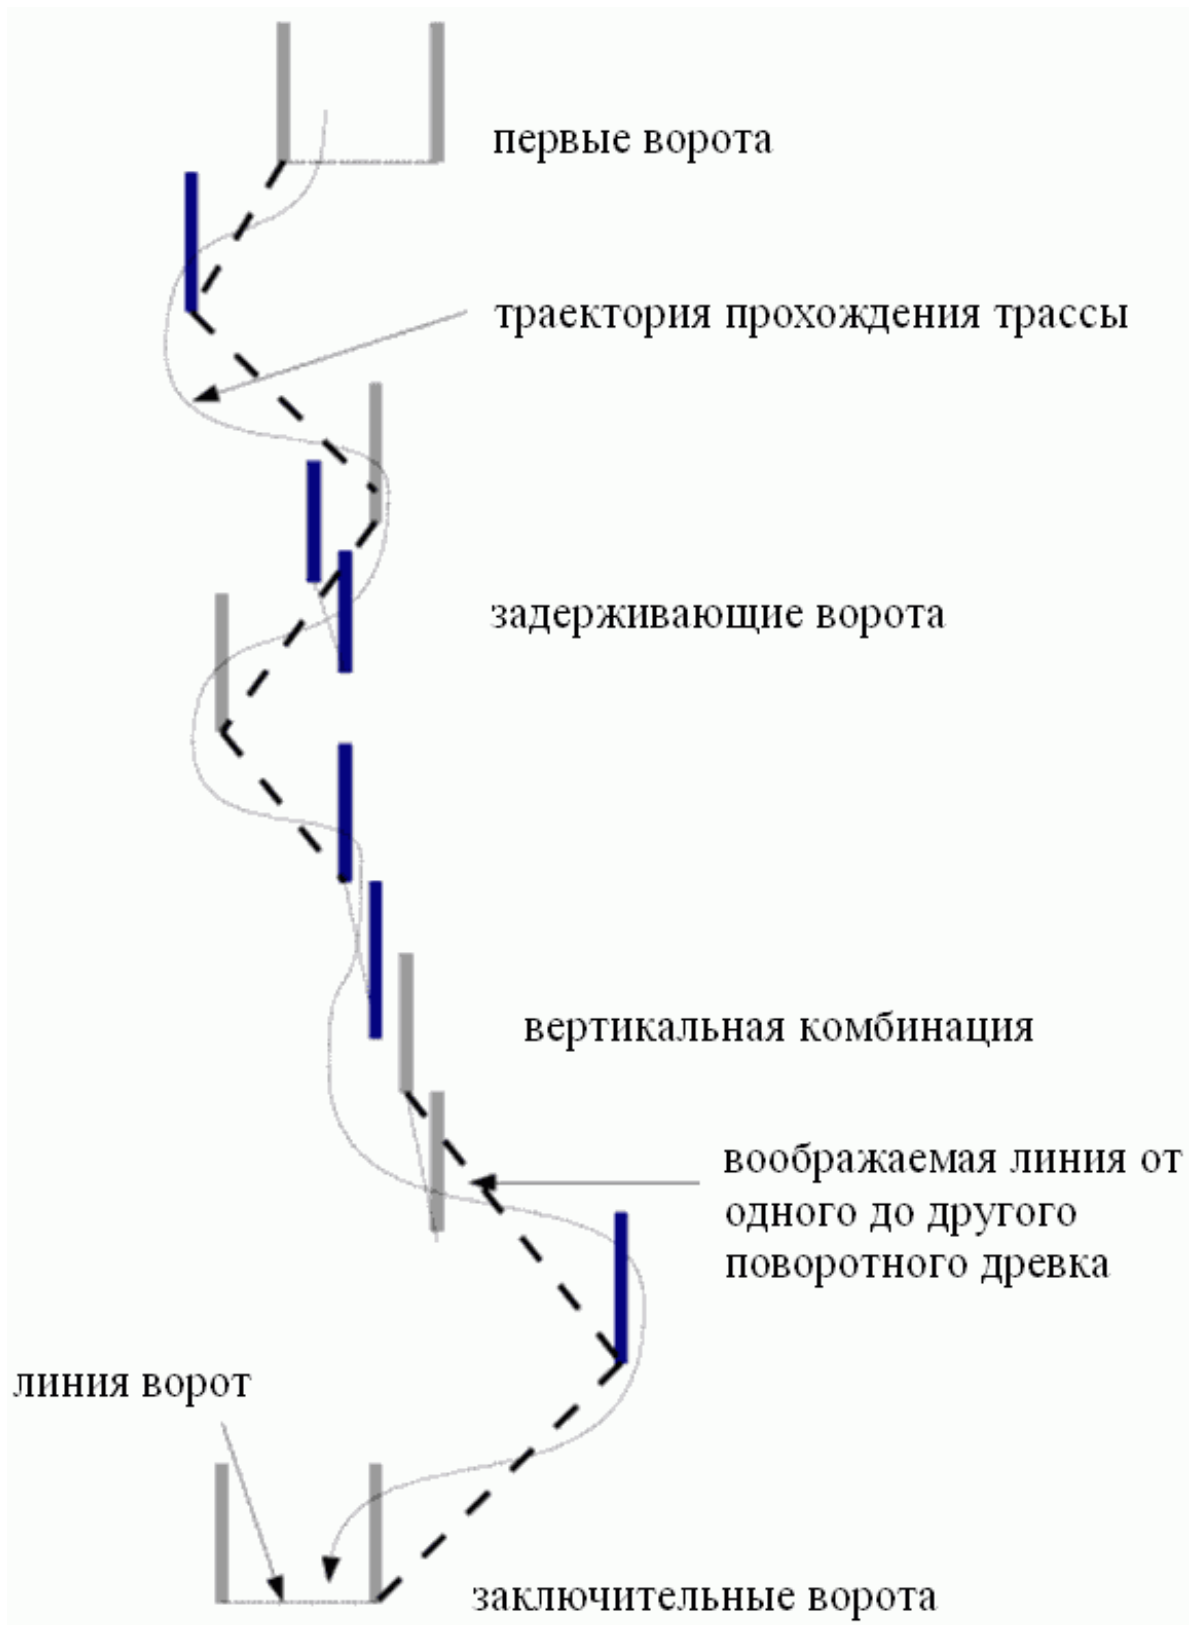 первые ворота
траектория прохождения трассы
задерживающие ворота
вертикальная комбинация
воображаемая линия от
одного до другого
поворотного древка
линия ворот
заключительные ворота